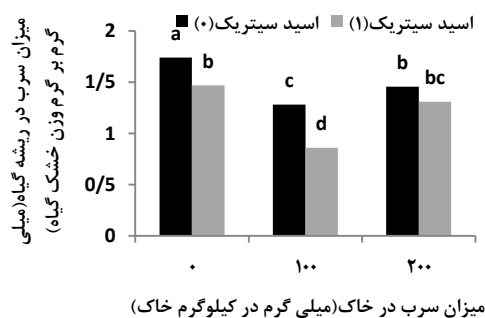 اسید سیتریک(۰) اسید سیتریک(۱)
میزان سرب در ریشه گیاه(میلی
گرم بر گرم وزن خشک گیاه)
2
1/5
1
0/5
0
a
b
c
d
b
bc
۰ ۱۰۰ ۲۰۰
میزان سرب در خاک(میلی گرم در کیلوگرم خاک)